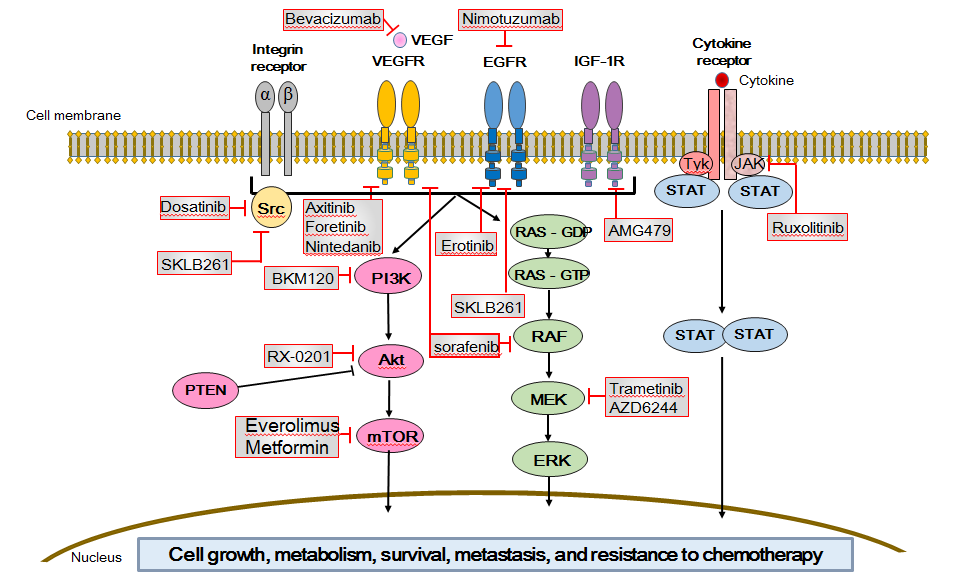 Bevacizumab
Nimotuzumab
VEGF
Integrin
receptor
VEGFR
EGFR
IGF-1R
Cytokine
receptor
Cytokine
α
β
Cell membrane
Tyk
JAK
STAT
STAT
Dosatinib
Src
Axitinib
Foretinib
Nintedanib
Erotinib
RAS - GDP
AMG479
Ruxolitinib
SKLB261
BKM120
PI3K
RAS - GTP
SKLB261
RX-0201
Akt
sorafenib
RAF
STAT
STAT
PTEN
MEK
Trametinib
AZD6244
Everolimus
Metformin
mTOR
ERK
Nucleus
Cell growth, metabolism, survival, metastasis, and resistance to chemotherapy